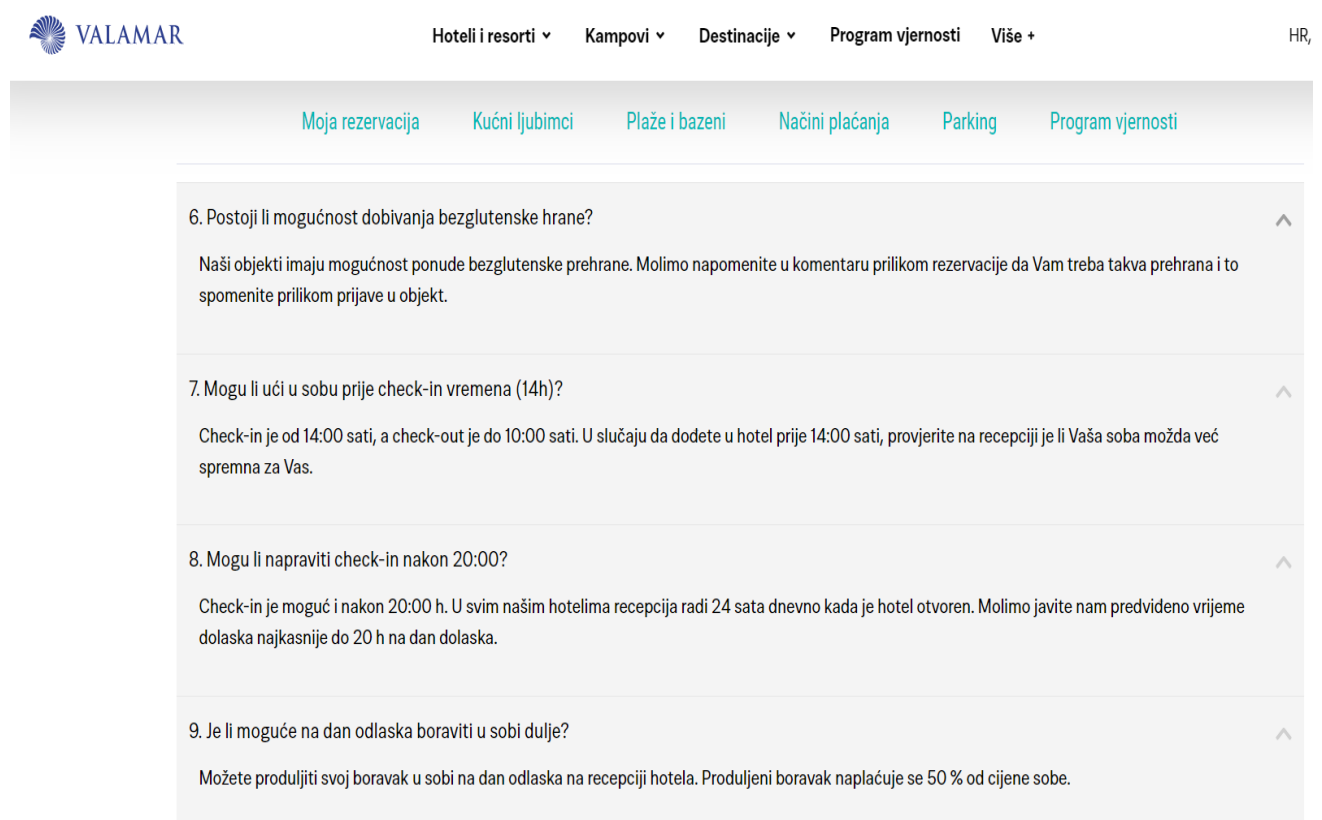 VALAMAR
Hoteli i resorti
Kampovi
Destinacije
Program vjernosti
Više +
HR,
Moja rezervacija
Kućni ljubimci
Plaže i bazeni
Načini plaćanja
Parking
Program vjernosti
6. Postoji li mogućnost dobivanja bezglutenske hrane?
Naši objekti imaju mogućnost ponude bezglutenske prehrane. Molimo napomenite u komentaru prilikom rezervacije da Vam treba takva prehrana i to
spomenite prilikom prijave u objekt.
7. Mogu li ući u sobu prije check-in vremena (14h)?
Check-in je od 14:00 sati, a check-out je do 10:00 sati. U slučaju da dođete u hotel prije 14:00 sati, provjerite na recepciji je li Vaša soba možda već
spremna za Vas.
8. Mogu li napraviti check-in nakon 20:00?
Check-in je moguć i nakon 20:00 h. U svim našim hotelima recepcija radi 24 sata dnevno kada je hotel otvoren. Molimo javite nam predviđeno vrijeme
dolaska najkasnije do 20 h na dan dolaska.
9. Je li moguće na dan odlaska boraviti u sobi dulje?
Možete produljiti svoj boravak u sobi na dan odlaska na recepciji hotela. Produljeni boravak naplaćuje se 50 % od cijene sobe.